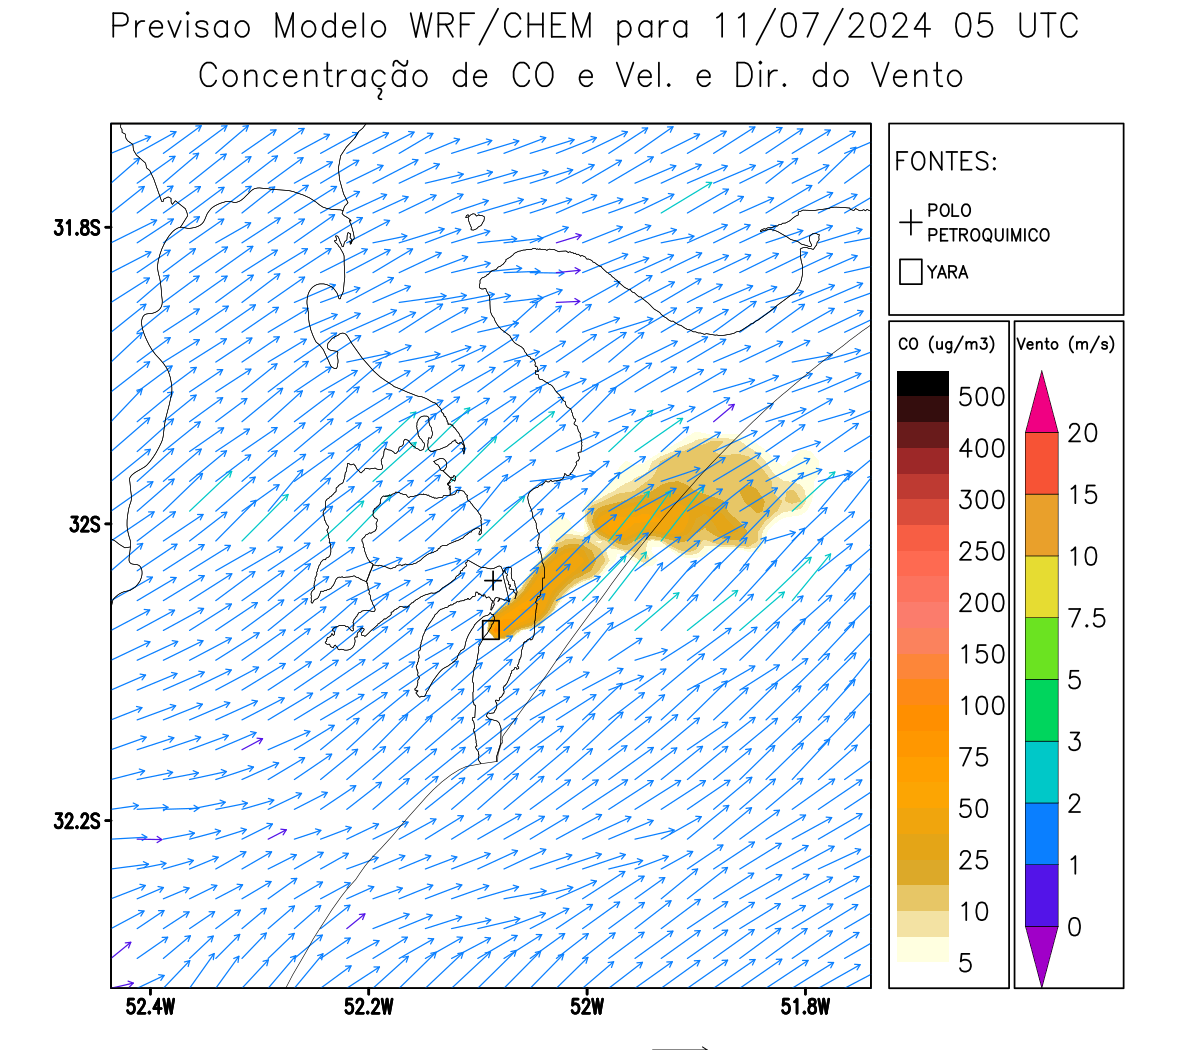 Previsao Modelo WRF/CHEM para 11/07/2024 05 UTC
Concentração de CO e Vel. e Dir. do Vento
FONTES:
POLO
PETROQUIMICO
YARA
CO (ug/m3)
500
400
300
250
200
150
100
75
50
25
10
5
Vento (m/s)
20
15
10
7.5
5
3
2
1
0
31.8S
32S
32.2S
52.4W 52.2W 52W 51.8W